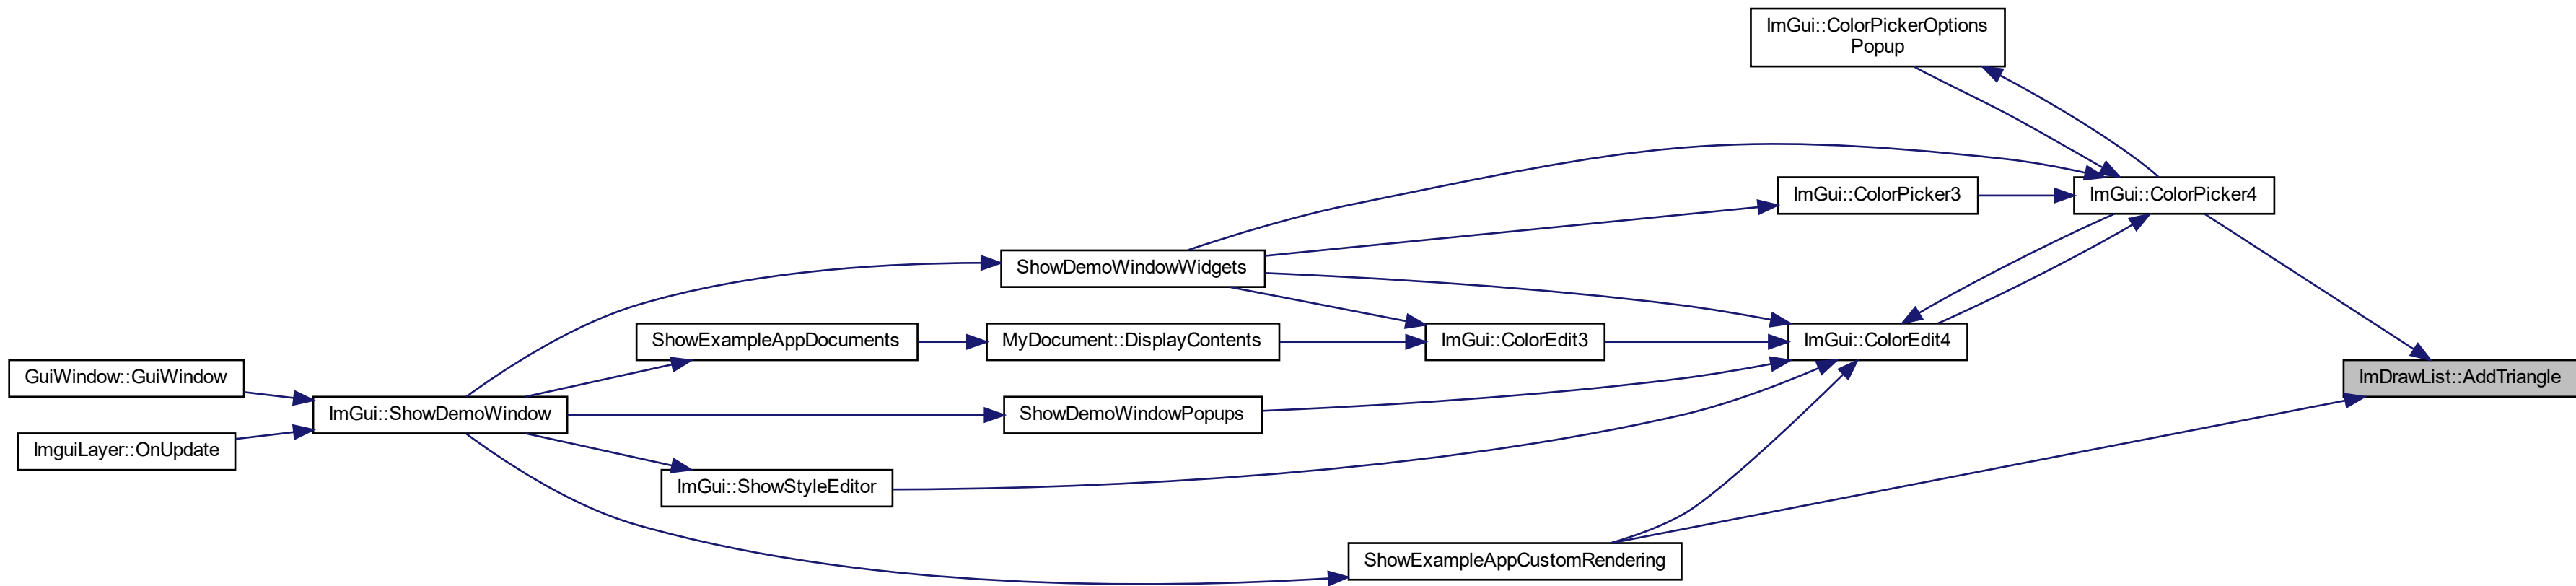 ImGui::ColorPickerOptions
Popup
ImGui::ColorPicker3
ImGui::ColorPicker4
ShowDemoWindowWidgets
ShowExampleAppDocuments
MyDocument::DisplayContents
ImGui::ColorEdit3
ImGui::ColorEdit4
GuiWindow::GuiWindow
ImDrawList::AddTriangle
ImGui::ShowDemoWindow
ShowDemoWindowPopups
ImguiLayer::OnUpdate
ImGui::ShowStyleEditor
ShowExampleAppCustomRendering